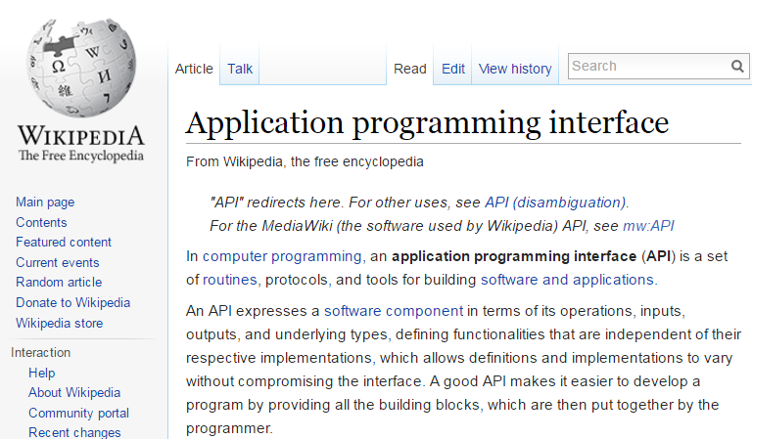 WIKIPEDIA
The Free Encyclopedia
Main page
Contents
Featured content
Current events
Random article
Donate to Wikipedia
Wikipedia store
Interaction
Help
About Wikipedia
Community portal
Recent changes
Article Talk Read Edit View history Search
Application programming interface
From Wikipedia, the free encyclopedia
"API" redirects here. For other uses, see API (disambiguation).
For the MediaWiki (the software used by Wikipedia) API, see mw:API
In computer programming, an application programming interface (API) is a set
of routines, protocols, and tools for building software and applications.
An API expresses a software component in terms of its operations, inputs,
outputs, and underlying types, defining functionalities that are independent of their
respective implementations, which allows definitions and implementations to vary
without compromising the interface. A good API makes it easier to develop a
program by providing all the building blocks, which are then put together by the
programmer.